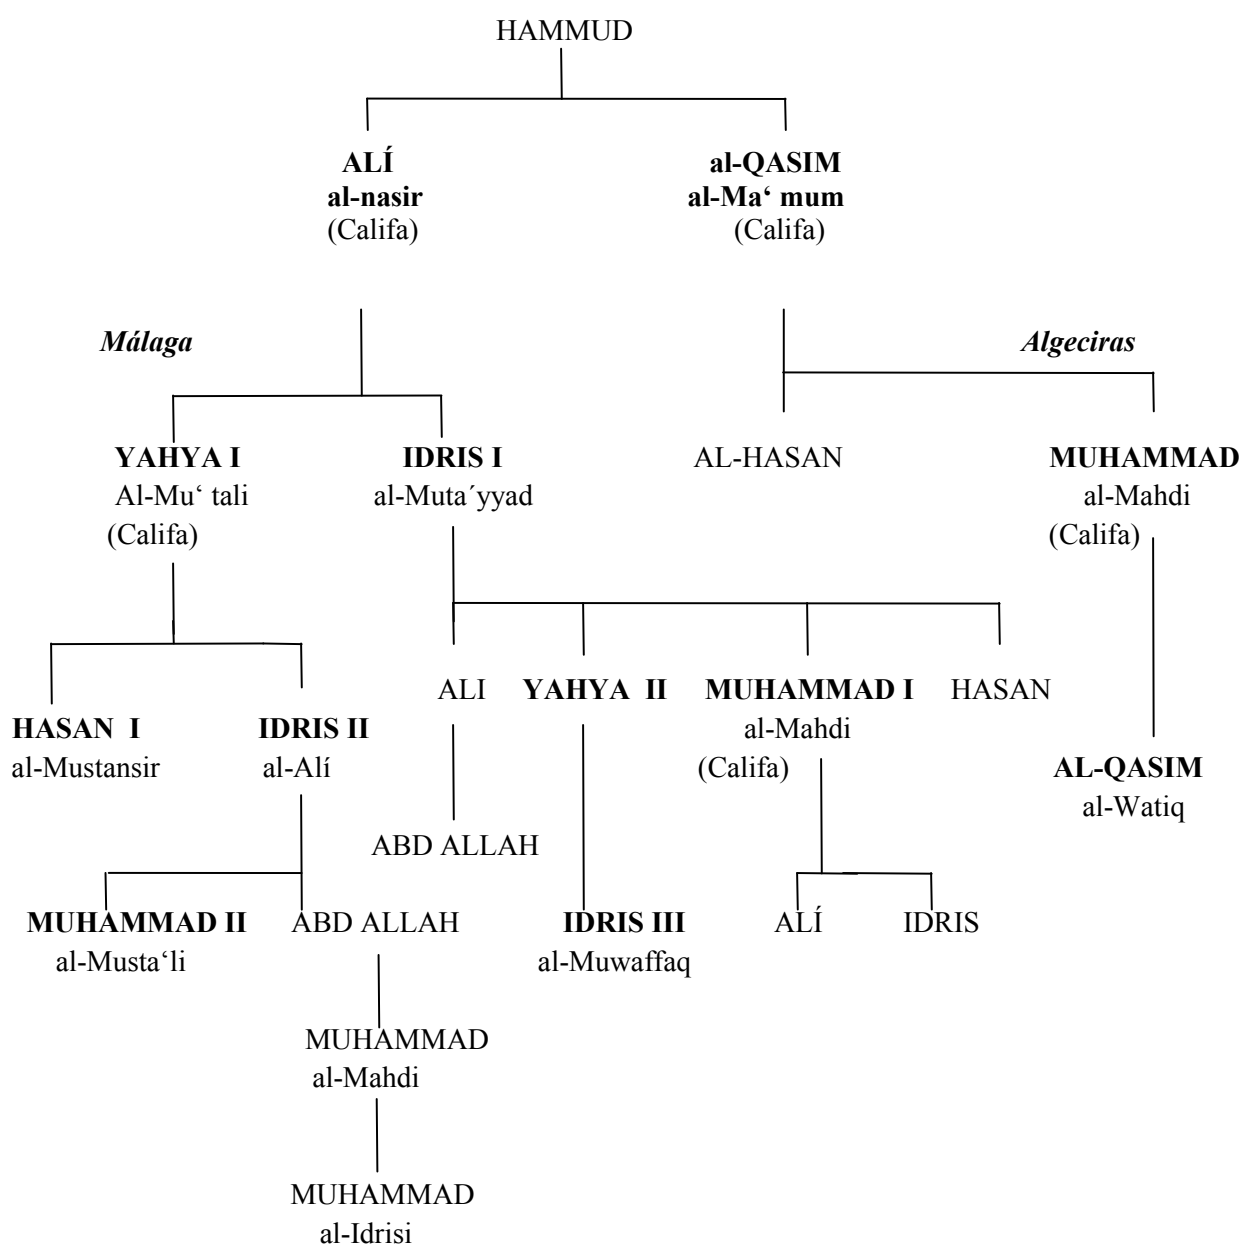 HAMMUD
ALÍ
al-nasir
(Califa)
al-QASIM
al-Ma‘ mum
(Califa)
Málaga
Algeciras
YAHYA I
Al-Mu‘ tali
(Califa)
IDRIS I
al-Muta´yyad
AL-HASAN
MUHAMMAD
al-Mahdi
(Califa)
HASAN I
al-Mustansir
IDRIS II
al-Alí
ALI
YAHYA II
MUHAMMAD I
al-Mahdi
(Califa)
HASAN
AL-QASIM
al-Watiq
ABD ALLAH
MUHAMMAD II
al-Musta‘li
ABD ALLAH
IDRIS III
al-Muwaffaq
ALÍ
IDRIS
MUHAMMAD
al-Mahdi
MUHAMMAD
al-Idrisi